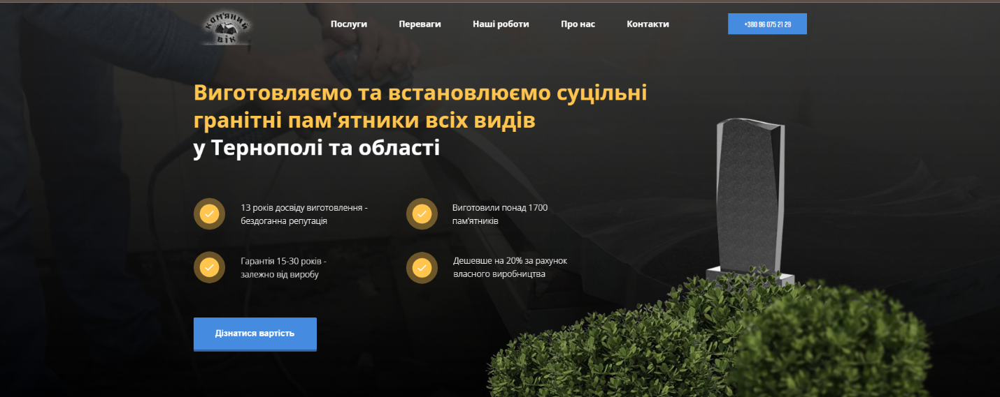 кам'яний
вік
Послуги
Переваги
Наші роботи
Про нас
Контакти
+380 96 075 21 29
Виготовляємо та встановлюємо суцільні
гранітні пам'ятники всіх видів
у Тернополі та області
13 років досвіду виготовлення -
бездоганна репутація
Виготовили понад 1700
пам'ятників
Гарантія 15-30 років -
залежно від виробу
Дешевше на 20% за рахунок
власного виробництва
Дізнатися вартість